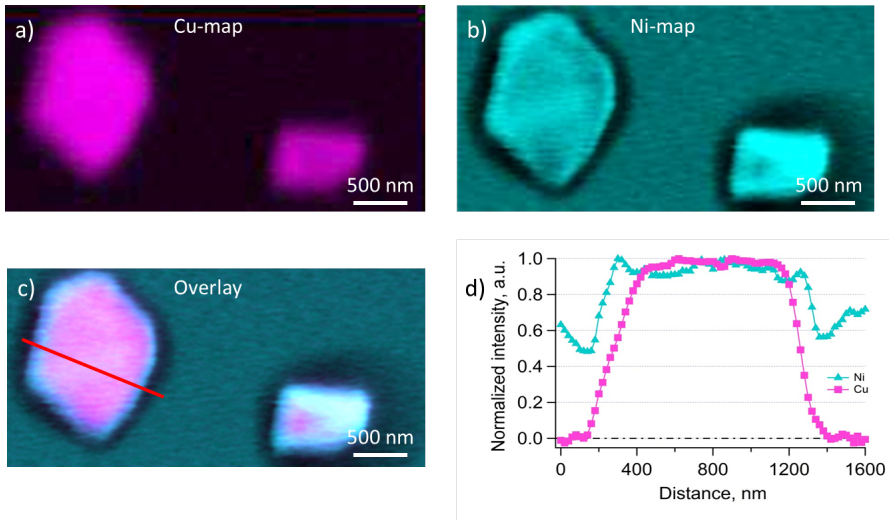 a)
Cu-map
500 nm
b)
Ni-map
500 nm
c)
Overlay
500 nm
d)
Normalized intensity, a.u.
1.0
0.8
0.6
0.4
0.2
0.0
Ni
Cu
0
400
800
1200
1600
Distance, nm